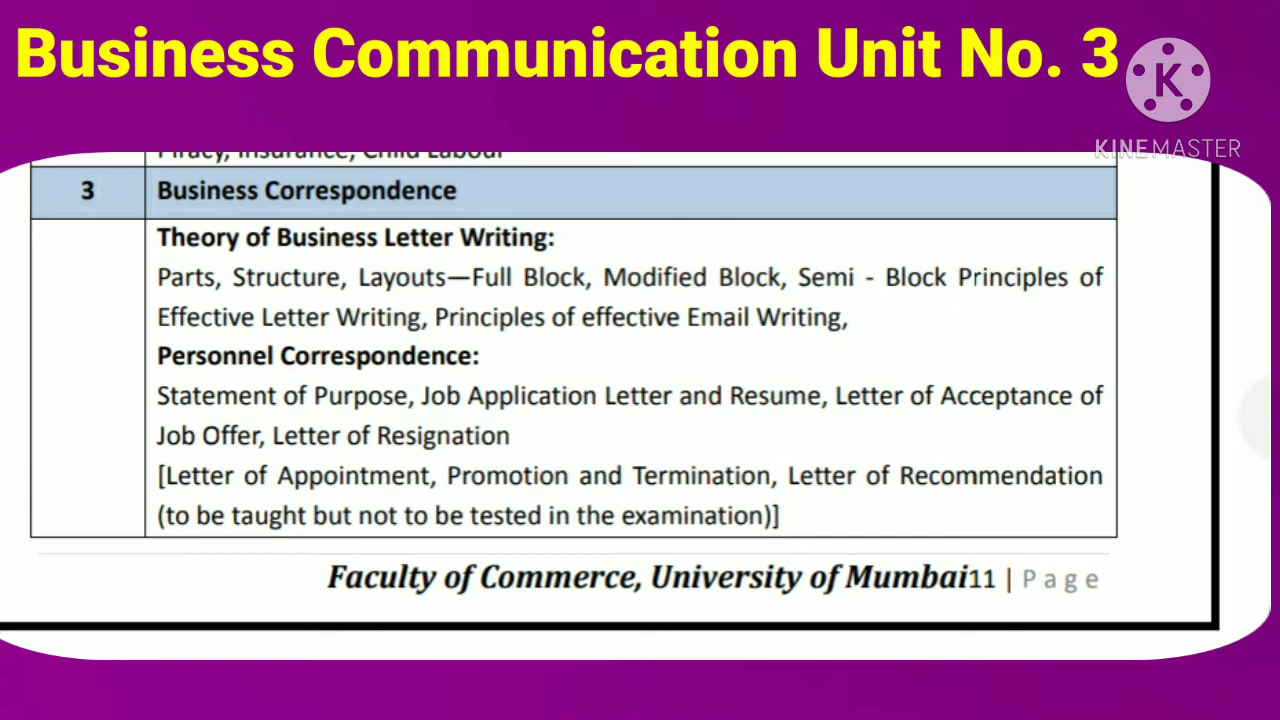 Business Communication Unit No. 3
K
KINEMASTER
Piracy, Insurance, Child Labour
3 Business Correspondence
Theory of Business Letter Writing:
Parts, Structure, Layouts—Full Block, Modified Block, Semi - Block Principles of
Effective Letter Writing, Principles of effective Email Writing,
Personnel Correspondence:
Statement of Purpose, Job Application Letter and Resume, Letter of Acceptance of
Job Offer, Letter of Resignation
[Letter of Appointment, Promotion and Termination, Letter of Recommendation
(to be taught but not to be tested in the examination)]
Faculty of Commerce, University of Mumbai11 | Page